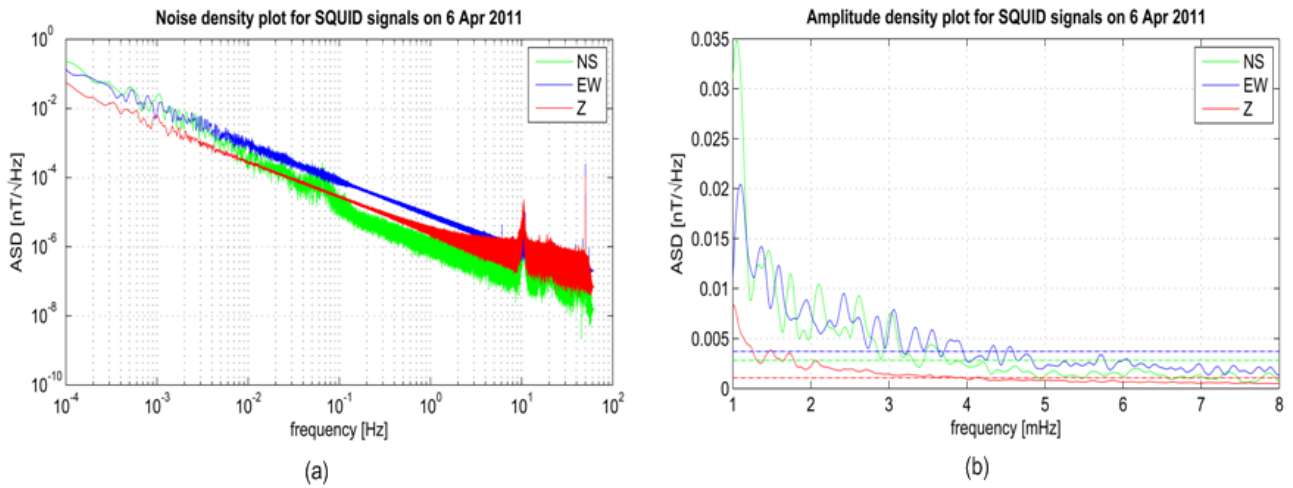 Noise density plot for SQUID signals on 6 Apr 2011
10^0
10^-2
10^-4
10^-6
10^-8
10^-10
ASD [nT/√Hz]
NS
EW
Z
10^-4
10^-3
10^-2
10^-1
10^0
10^1
10^2
frequency [Hz]
(a)
Amplitude density plot for SQUID signals on 6 Apr 2011
0.035
0.03
0.025
0.02
0.015
0.01
0.005
0
ASD [nT/√Hz]
NS
EW
Z
1 2 3 4 5 6 7 8
frequency [mHz]
(b)